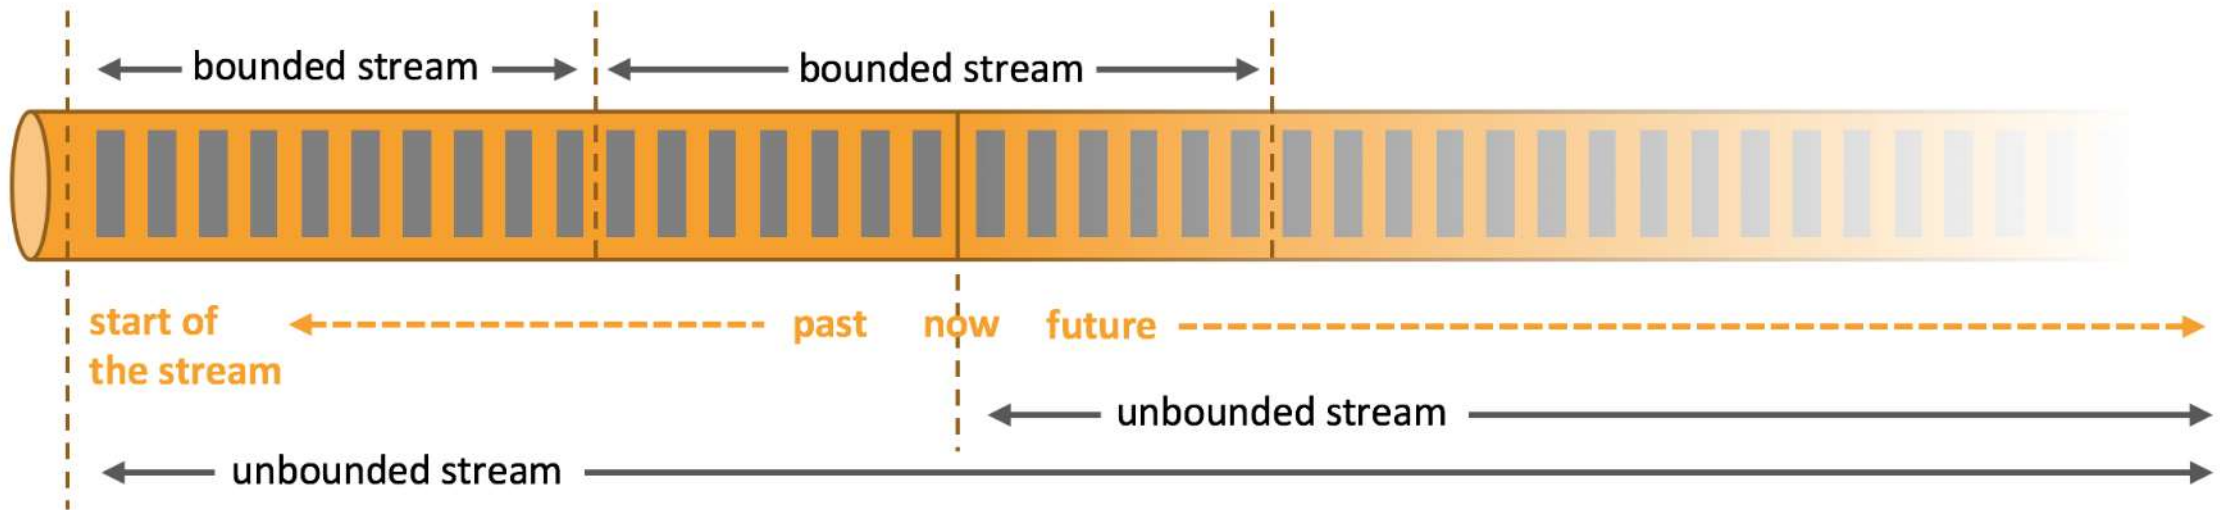 bounded stream
bounded stream
start of
the stream
past
now
future
unbounded stream
unbounded stream